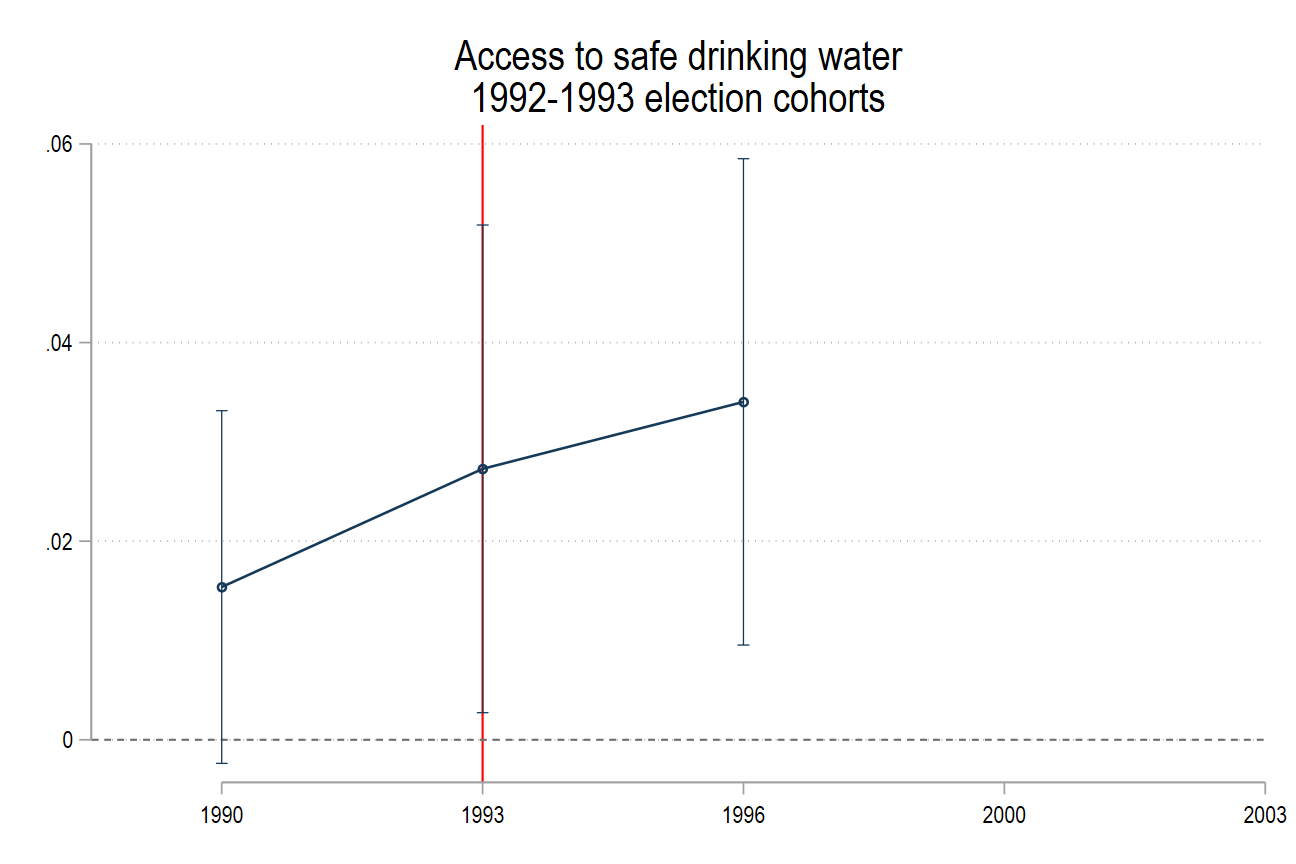 Access to safe drinking water
1992-1993 election cohorts
.06
.04
.02
0
1990 1993 1996 2000 2003